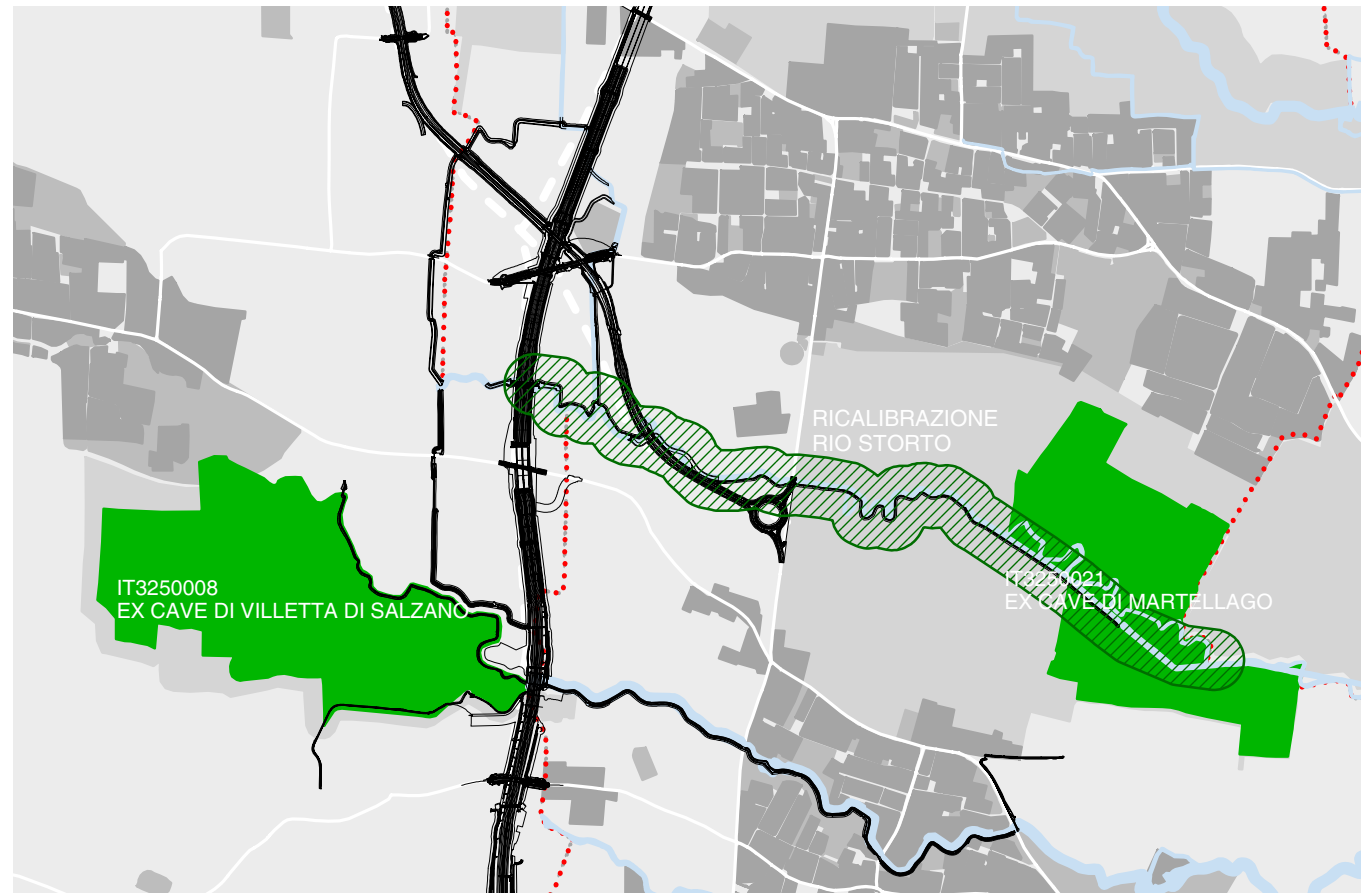 RICALIBRAZIONE
RIO STORTO
IT3250008
EX CAVE DI VILLETTA DI SALZANO
IT3250021
EX CAVE DI MARTELLAGO